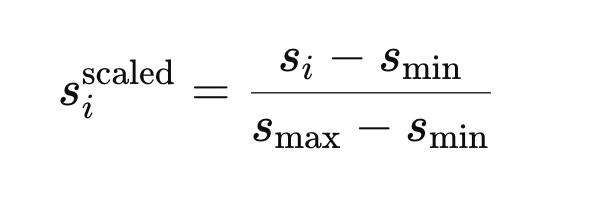 s_i^scaled = (s_i − s_min) / (s_max − s_min)